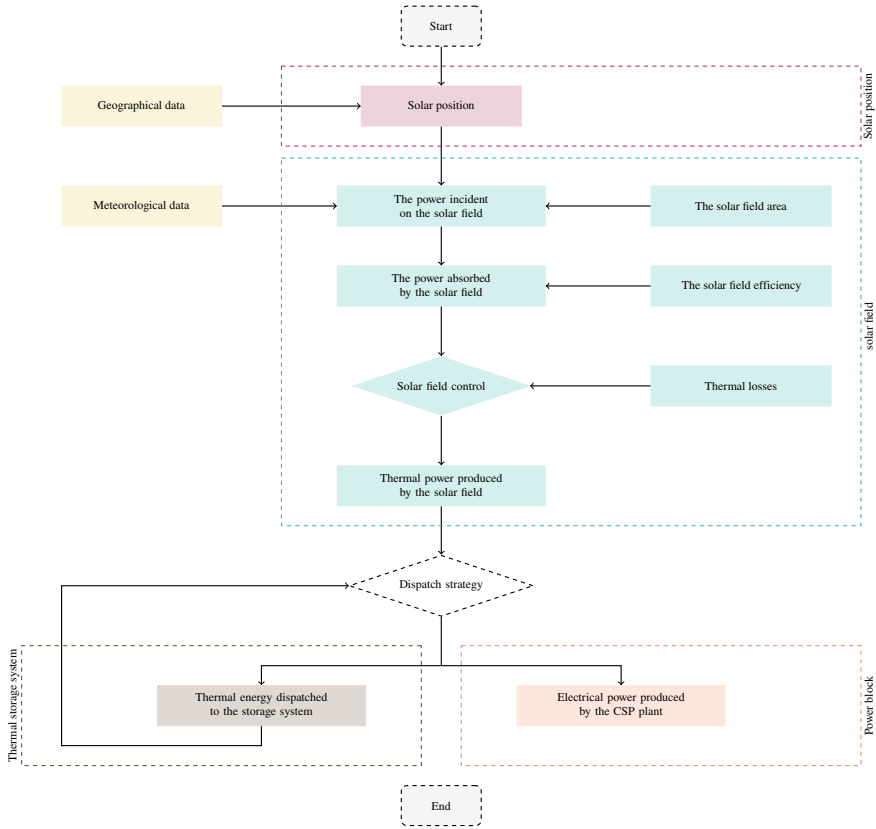 Start
Solar position
Geographical data
Solar position
Meteorological data
The power incident
on the solar field
The solar field area
The power absorbed
by the solar field
The solar field efficiency
solar field
Solar field control
Thermal losses
Thermal power produced
by the solar field
Dispatch strategy
Thermal storage system
Thermal energy dispatched
to the storage system
Electrical power produced
by the CSP plant
Power block
End